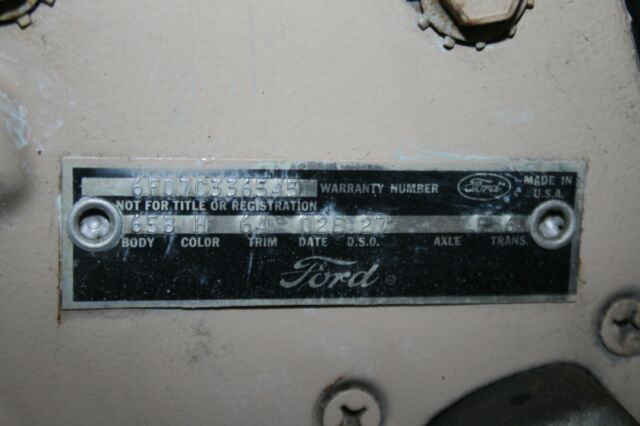 6F07C336545 WARRANTY NUMBER Ford MADE IN U.S.A.
NOT FOR TITLE OR REGISTRATION
65B H 64 02E 27 6
BODY COLOR TRIM DATE D.S.O. AXLE TRANS.
Ford ®